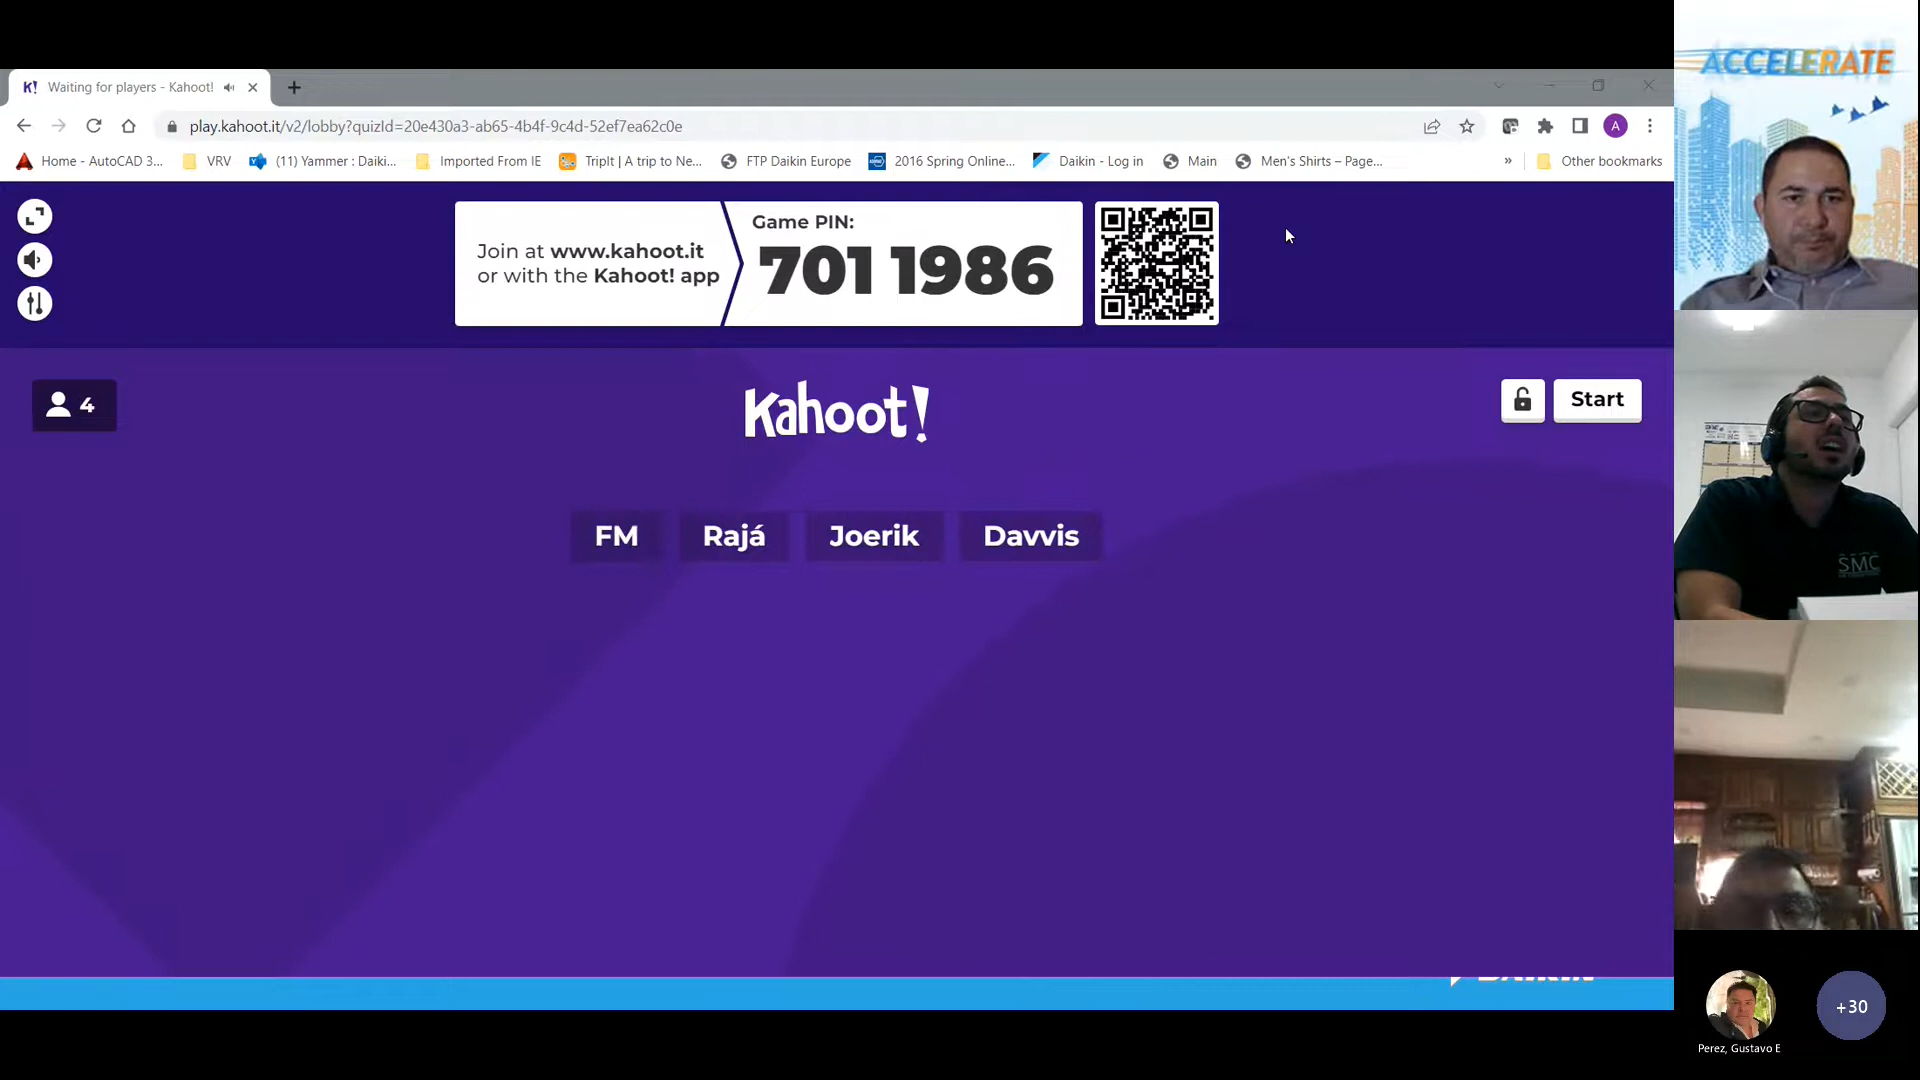 Waiting for players - Kahoot!
play.kahoot.it/v2/lobby?quizId=20e430a3-ab65-4b4f-9c4d-52ef7ea62c0e
A
Home - AutoCAD 3...
VRV
(11) Yammer : Daiki...
Imported From IE
TripIt | A trip to Ne...
FTP Daikin Europe
2016 Spring Online...
Daikin - Log in
Main
Men's Shirts – Page...
»
Other bookmarks
Join at www.kahoot.it
or with the Kahoot! app
Game PIN:
701 1986
4
Kahoot!
Start
FM
Rajá
Joerik
Davvis
ACCELERATE
SMC
Perez, Gustavo E
+30